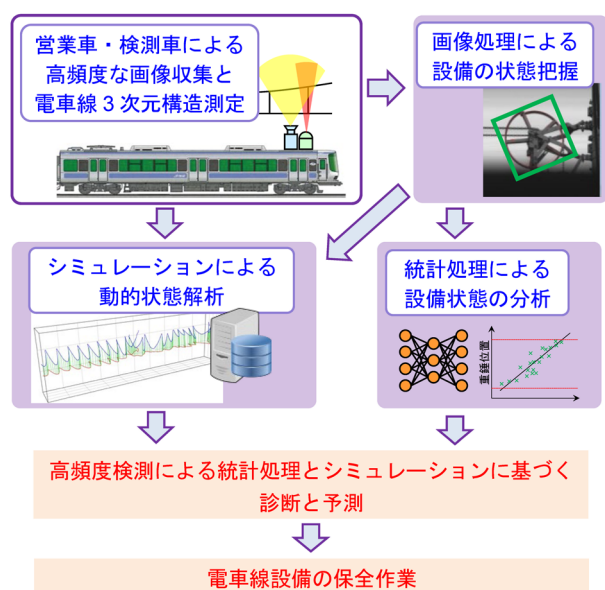 営業車・検測車による
高頻度な画像収集と
電車線3次元構造測定
画像処理による
設備の状態把握
シミュレーションによる
動的状態解析
統計処理による
設備状態の分析
重錘位置
高頻度検測による統計処理とシミュレーションに基づく
診断と予測
電車線設備の保全作業